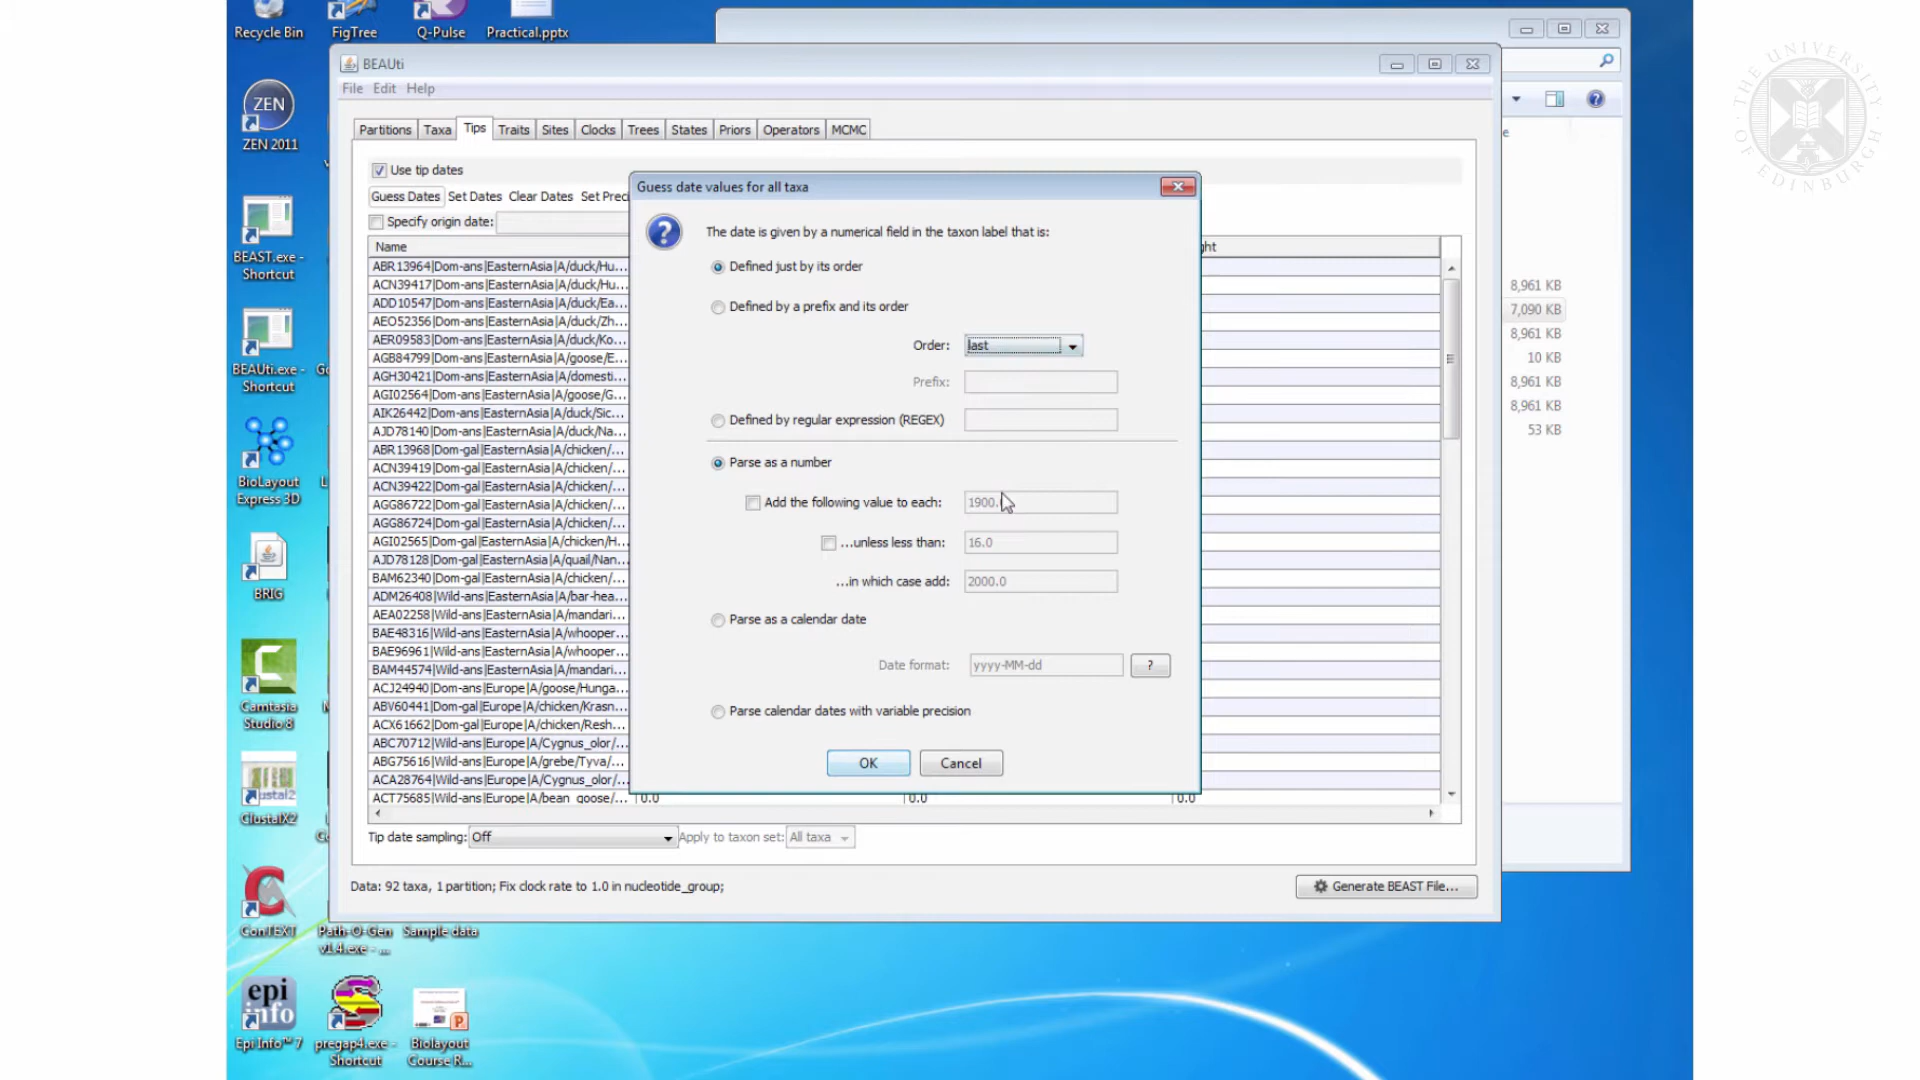 Recycle Bin
FigTree
Q-Pulse
Practical.pptx
THE UNIVERSITY OF EDINBURGH
BEAUti
File Edit Help
ZEN
ZEN 2011
Partitions Taxa Tips Traits Sites Clocks Trees States Priors Operators MCMC
Use tip dates
Guess Dates Set Dates Clear Dates Set Preci
Specify origin date:
Name
ght
ABR13964|Dom-ans|EasternAsia|A/duck/Hu...
ACN39417|Dom-ans|EasternAsia|A/duck/Hu...
ADD10547|Dom-ans|EasternAsia|A/duck/Ea...
AEO52356|Dom-ans|EasternAsia|A/duck/Zh...
AER09583|Dom-ans|EasternAsia|A/duck/Ko...
AGB84799|Dom-ans|EasternAsia|A/goose/E...
AGH30421|Dom-ans|EasternAsia|A/domesti...
AGI02564|Dom-ans|EasternAsia|A/goose/G...
AIK26442|Dom-ans|EasternAsia|A/duck/Sic...
AJD78140|Dom-ans|EasternAsia|A/duck/Na...
ABR13968|Dom-gal|EasternAsia|A/chicken/...
ACN39419|Dom-gal|EasternAsia|A/chicken/...
ACN39422|Dom-gal|EasternAsia|A/chicken/...
AGG86722|Dom-gal|EasternAsia|A/chicken/...
AGG86724|Dom-gal|EasternAsia|A/chicken/...
AGI02565|Dom-gal|EasternAsia|A/chicken/H...
AJD78128|Dom-gal|EasternAsia|A/quail/Nan...
BAM62340|Dom-gal|EasternAsia|A/chicken/...
ADM26408|Wild-ans|EasternAsia|A/bar-hea...
AEA02258|Wild-ans|EasternAsia|A/mandari...
BAE48316|Wild-ans|EasternAsia|A/whooper...
BAE96961|Wild-ans|EasternAsia|A/whooper...
BAM44574|Wild-ans|EasternAsia|A/mandari...
ACJ24940|Dom-ans|Europe|A/goose/Hunga...
ABV60441|Dom-gal|Europe|A/chicken/Krasn...
ACX61662|Dom-gal|Europe|A/chicken/Resh...
ABC70712|Wild-ans|Europe|A/Cygnus_olor/...
ABG75616|Wild-ans|Europe|A/grebe/Tyva/...
ACA28764|Wild-ans|Europe|A/Cygnus_olor/...
ACT75685|Wild-ans|Europe|A/bean_goose/...
0.0 0.0 0.0
Guess date values for all taxa
The date is given by a numerical field in the taxon label that is:
Defined just by its order
Defined by a prefix and its order
Order: last
Prefix:
Defined by regular expression (REGEX)
Parse as a number
Add the following value to each: 1900.
...unless less than: 16.0
...in which case add: 2000.0
Parse as a calendar date
Date format: yyyy-MM-dd ?
Parse calendar dates with variable precision
OK Cancel
Tip date sampling: Off Apply to taxon set: All taxa
Data: 92 taxa, 1 partition; Fix clock rate to 1.0 in nucleotide_group;
Generate BEAST File...
8,961 KB
7,090 KB
8,961 KB
10 KB
8,961 KB
8,961 KB
53 KB
BEAST.exe - Shortcut
BEAUti.exe - Shortcut
BioLayout Express 3D
BRIG
Camtasia Studio 8
ClustalX2
ConTEXT
Path-O-Gen v1.4.exe - ...
Sample data
epi info
Epi Info™ 7
pregap4.exe - Shortcut
Biolayout Course R...